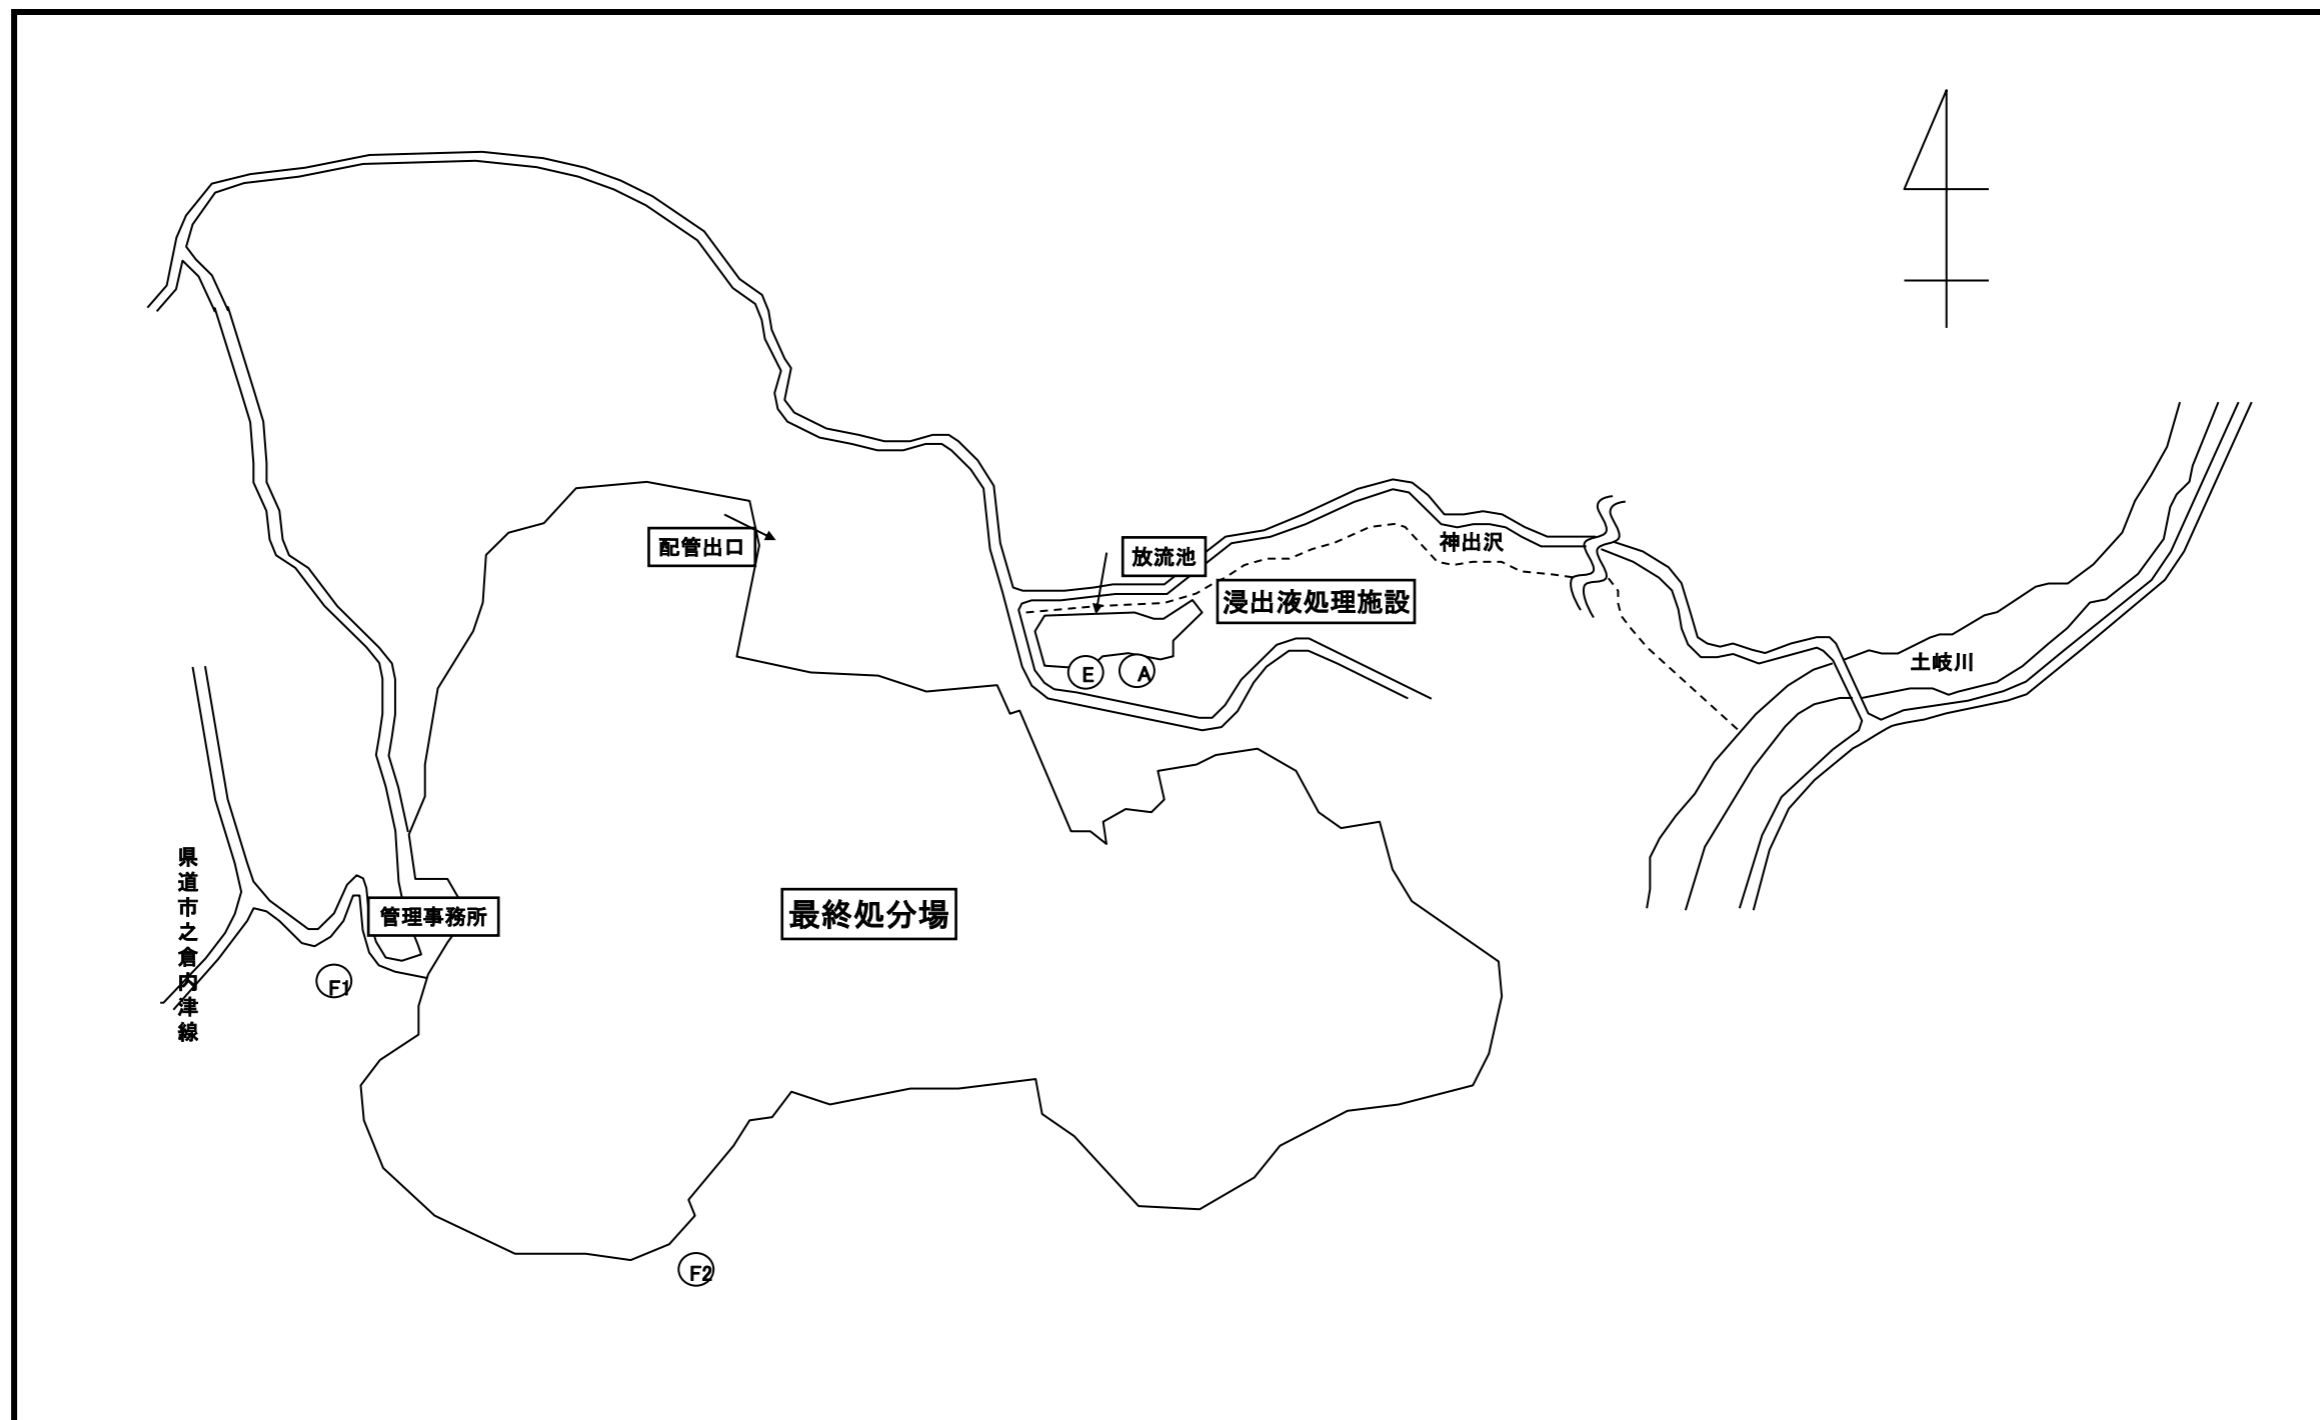 配管出口
放流池
神出沢
浸出液処理施設
土岐川
E
A
県道市之倉内津線
管理事務所
最終処分場
F1
F2